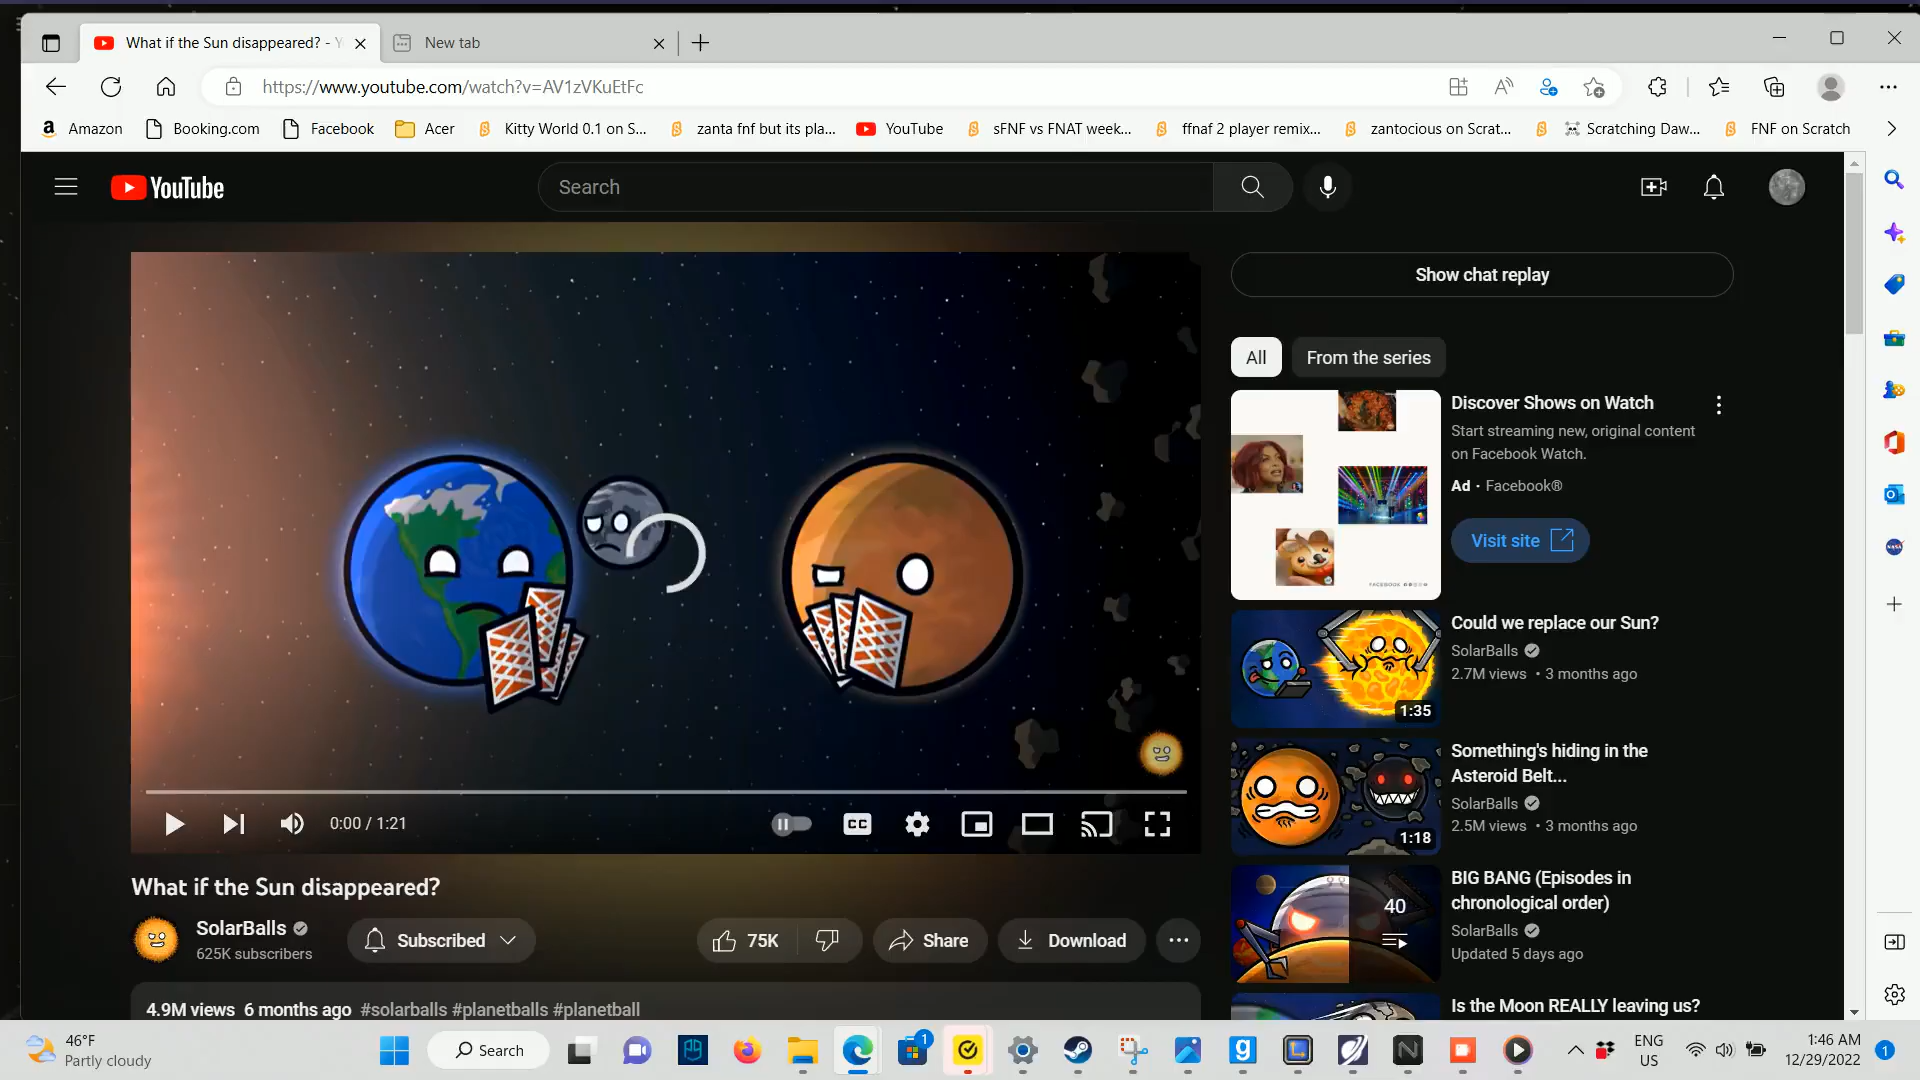 What if the Sun disappeared? - Y
New tab
https://www.youtube.com/watch?v=AV1zVKuEtFc
Amazon
Booking.com
Facebook
Acer
Kitty World 0.1 on S...
zanta fnf but its pla...
YouTube
sFNF vs FNAT week...
ffnaf 2 player remix...
zantocious on Scrat...
Scratching Daw...
FNF on Scratch
YouTube
Search
Show chat replay
All
From the series
Discover Shows on Watch
Start streaming new, original content
on Facebook Watch.
Ad · Facebook®
Visit site
FACEBOOK
Could we replace our Sun?
SolarBalls
2.7M views • 3 months ago
1:35
Something's hiding in the
Asteroid Belt...
SolarBalls
2.5M views • 3 months ago
1:18
BIG BANG (Episodes in
chronological order)
SolarBalls
Updated 5 days ago
40
Is the Moon REALLY leaving us?
0:00 / 1:21
CC
What if the Sun disappeared?
SolarBalls
625K subscribers
Subscribed
75K
Share
Download
4.9M views 6 months ago #solarballs #planetballs #planetball
46°F
Partly cloudy
Search
1
ENG
US
1:46 AM
12/29/2022
1